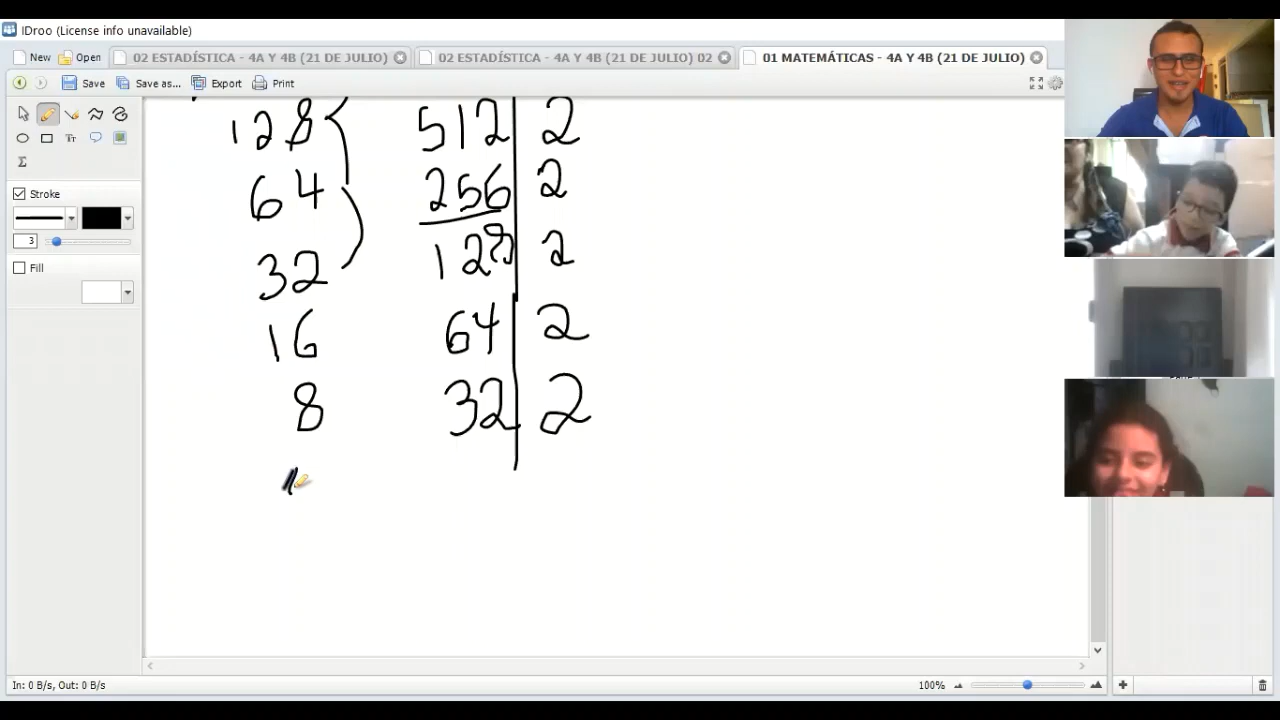 IDroo (License info unavailable)
New Open 02 ESTADÍSTICA - 4A Y 4B (21 DE JULIO) 02 ESTADÍSTICA - 4A Y 4B (21 DE JULIO) 02 01 MATEMÁTICAS - 4A Y 4B (21 DE JULIO)
Save Save as... Export Print
Tr
Σ
Stroke
3
Fill
128 512 2
64 256 2
32 128 2
16 64 2
8 32 2
In: 0 B/s, Out: 0 B/s 100%